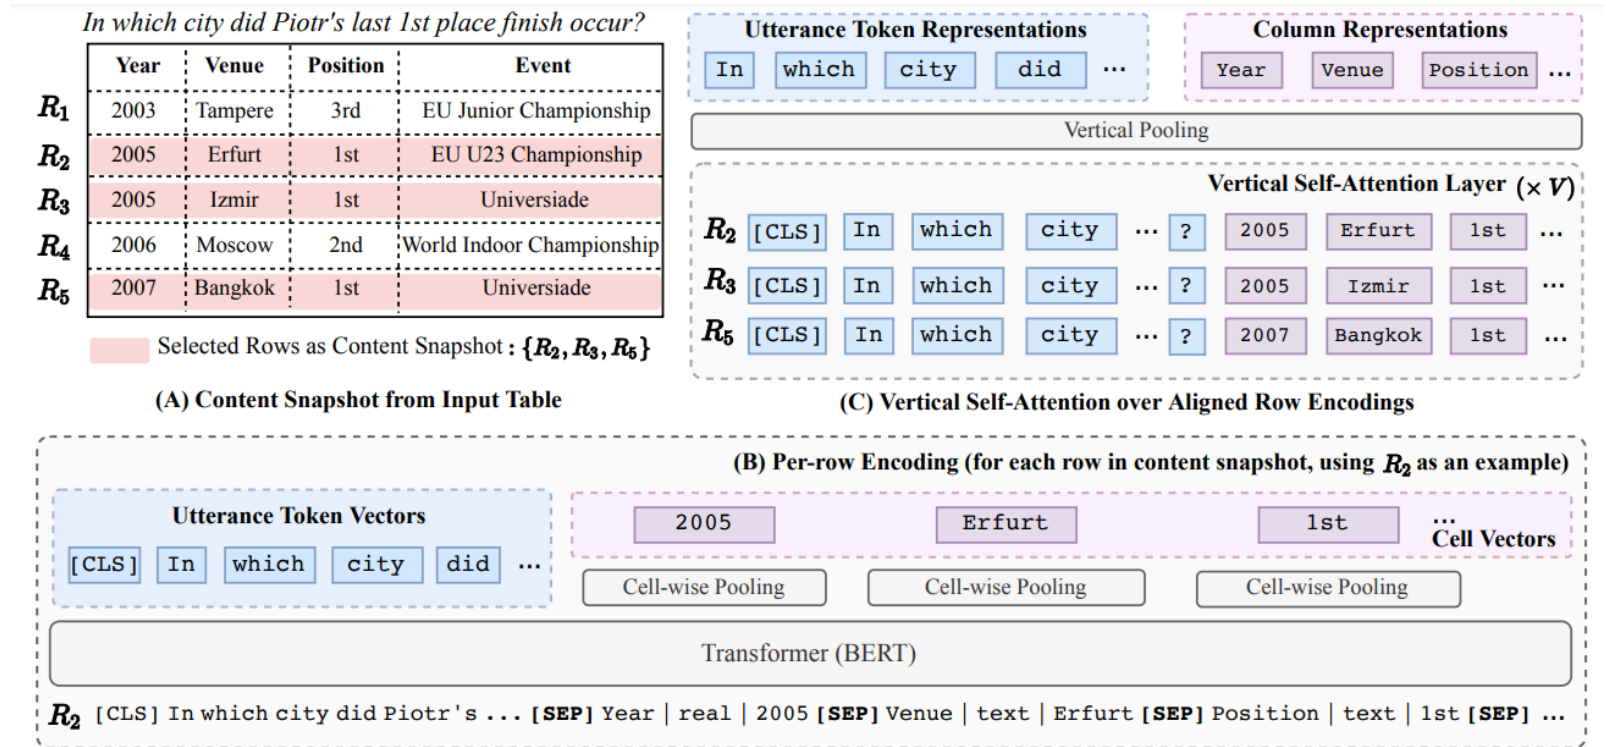 In which city did Piotr's last 1st place finish occur?
Year Venue Position Event
R1 2003 Tampere 3rd EU Junior Championship
R2 2005 Erfurt 1st EU U23 Championship
R3 2005 Izmir 1st Universiade
R4 2006 Moscow 2nd World Indoor Championship
R5 2007 Bangkok 1st Universiade
Selected Rows as Content Snapshot : {R2, R3, R5}
(A) Content Snapshot from Input Table
Utterance Token Representations
In which city did ...
Column Representations
Year Venue Position ...
Vertical Pooling
Vertical Self-Attention Layer (× V)
R2 [CLS] In which city ... ? 2005 Erfurt 1st ...
R3 [CLS] In which city ... ? 2005 Izmir 1st ...
R5 [CLS] In which city ... ? 2007 Bangkok 1st ...
(C) Vertical Self-Attention over Aligned Row Encodings
(B) Per-row Encoding (for each row in content snapshot, using R2 as an example)
Utterance Token Vectors
[CLS] In which city did ...
2005 Erfurt 1st ...
Cell Vectors
Cell-wise Pooling Cell-wise Pooling Cell-wise Pooling
Transformer (BERT)
R2 [CLS] In which city did Piotr's ... [SEP] Year | real | 2005 [SEP] Venue | text | Erfurt [SEP] Position | text | 1st [SEP] ...